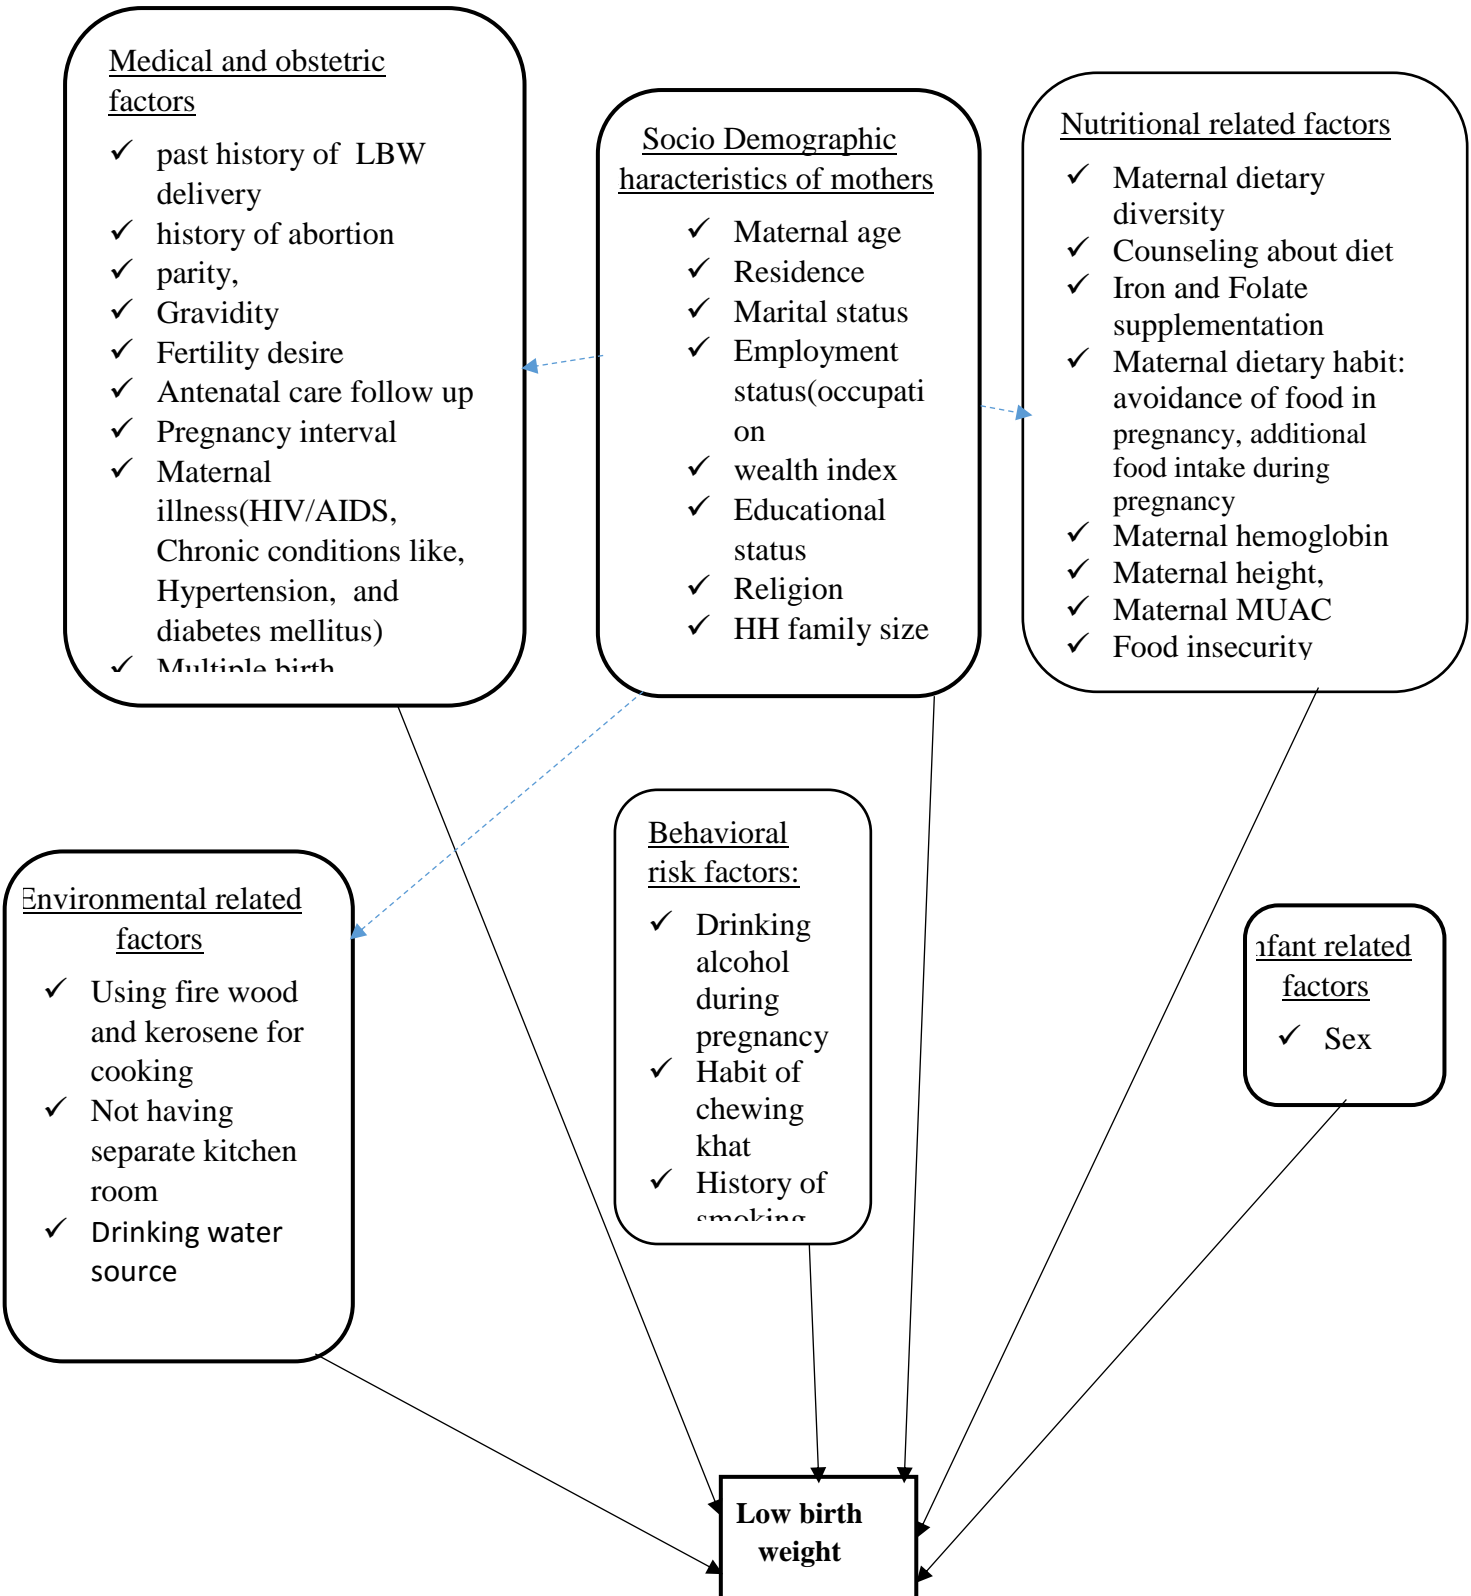 Medical and obstetric
factors
✓ past history of LBW
delivery
✓ history of abortion
✓ parity,
✓ Gravidity
✓ Fertility desire
✓ Antenatal care follow up
✓ Pregnancy interval
✓ Maternal
illness(HIV/AIDS,
Chronic conditions like,
Hypertension, and
diabetes mellitus)
✓ Multiple birth
Socio Demographic
haracteristics of mothers
✓ Maternal age
✓ Residence
✓ Marital status
✓ Employment
status(occupati
on
✓ wealth index
✓ Educational
status
✓ Religion
✓ HH family size
Nutritional related factors
✓ Maternal dietary
diversity
✓ Counseling about diet
✓ Iron and Folate
supplementation
✓ Maternal dietary habit:
avoidance of food in
pregnancy, additional
food intake during
pregnancy
✓ Maternal hemoglobin
✓ Maternal height,
✓ Maternal MUAC
✓ Food insecurity
Environmental related
factors
✓ Using fire wood
and kerosene for
cooking
✓ Not having
separate kitchen
room
✓ Drinking water
source
Behavioral
risk factors:
✓ Drinking
alcohol
during
pregnancy
✓ Habit of
chewing
khat
✓ History of
smoking
nfant related
factors
✓ Sex
Low birth
weight